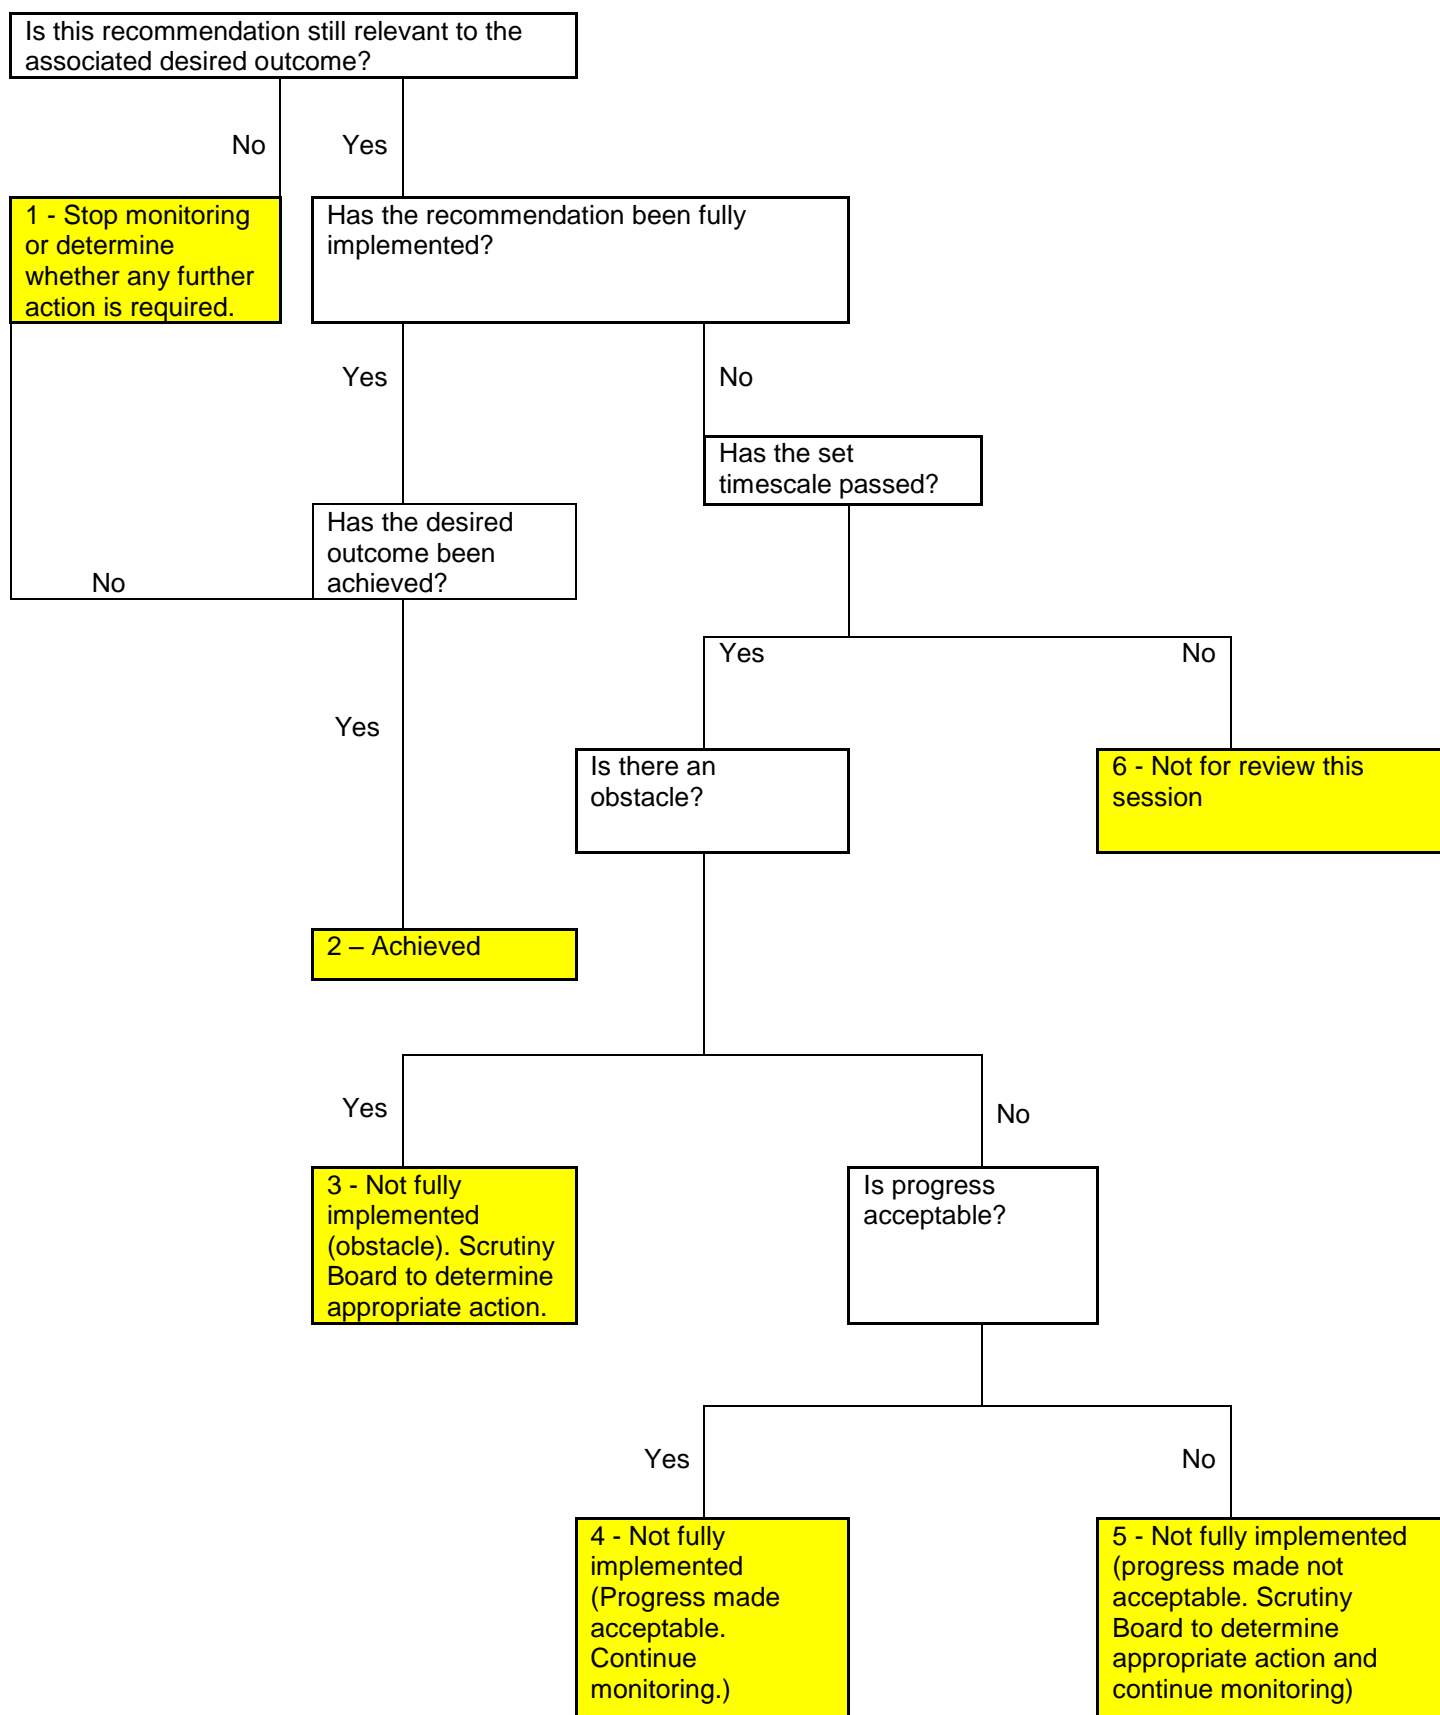 Is this recommendation still relevant to the
associated desired outcome?
No
Yes
1 - Stop monitoring
or determine
whether any further
action is required.
Has the recommendation been fully
implemented?
Yes
No
Has the set
timescale passed?
Has the desired
outcome been
achieved?
No
Yes
No
Yes
Is there an
obstacle?
6 - Not for review this
session
2 – Achieved
Yes
No
3 - Not fully
implemented
(obstacle). Scrutiny
Board to determine
appropriate action.
Is progress
acceptable?
Yes
No
4 - Not fully
implemented
(Progress made
acceptable.
Continue
monitoring.)
5 - Not fully implemented
(progress made not
acceptable. Scrutiny
Board to determine
appropriate action and
continue monitoring)